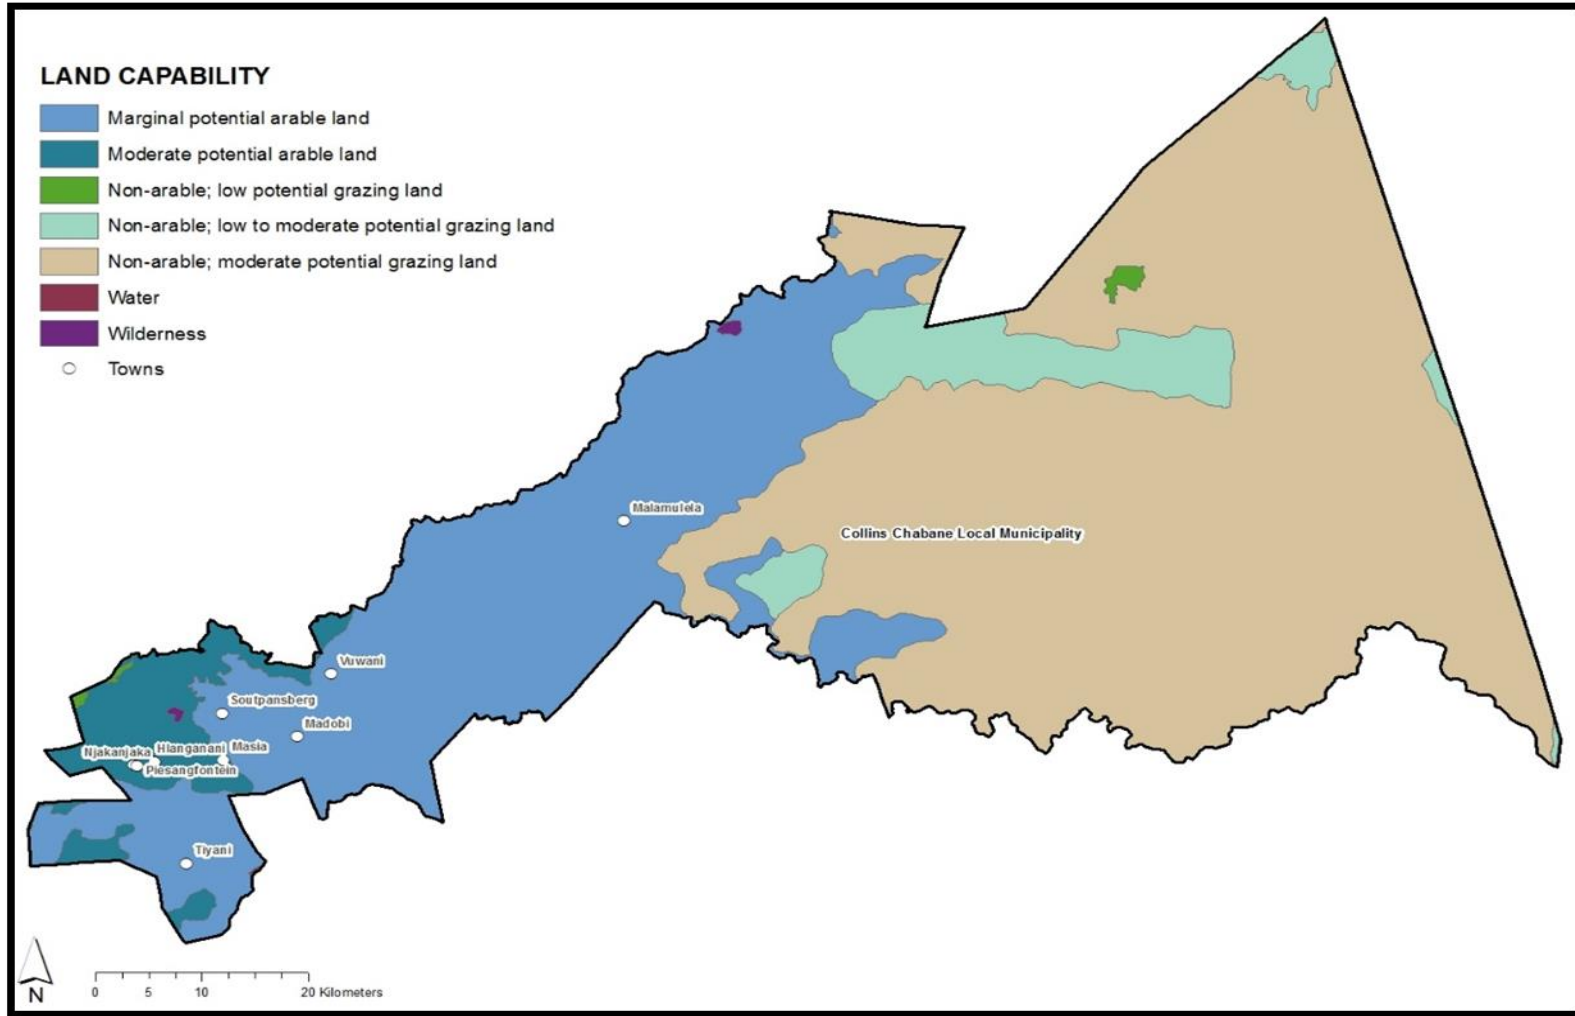 LAND CAPABILITY
Marginal potential arable land
Moderate potential arable land
Non-arable; low potential grazing land
Non-arable; low to moderate potential grazing land
Non-arable; moderate potential grazing land
Water
Wilderness
Towns
Malamulela
Collins Chabane Local Municipality
Vuwani
Soutpansberg
Madobi
Njakanjaka Hlanganani Masia
Piesangfontein
Tiyani
N
0 5 10 20 Kilometers